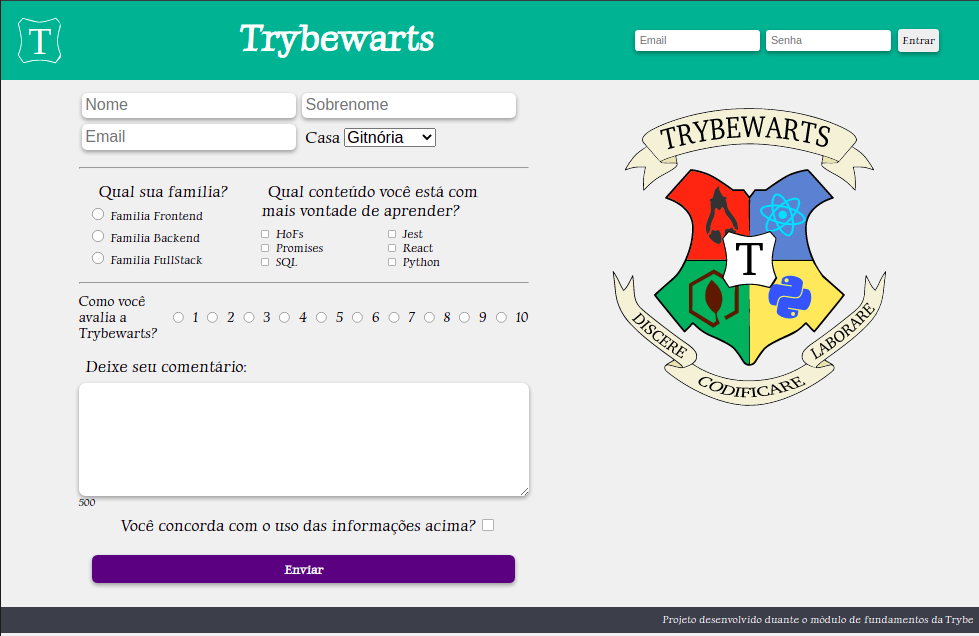 T
Trybewarts
Email Senha Entrar
Nome Sobrenome
Email Casa Gitnória
Qual sua família?
Familia Frontend
Familia Backend
Familia FullStack
Qual conteúdo você está com
mais vontade de aprender?
HoFs Jest
Promises React
SQL Python
Como você
avalia a
Trybewarts?
1 2 3 4 5 6 7 8 9 10
Deixe seu comentário:
500
Você concorda com o uso das informações acima?
Enviar
TRYBEWARTS
T
DISCERE
CODIFICARE
LABORARE
Projeto desenvolvido duante o módulo de fundamentos da Trybe